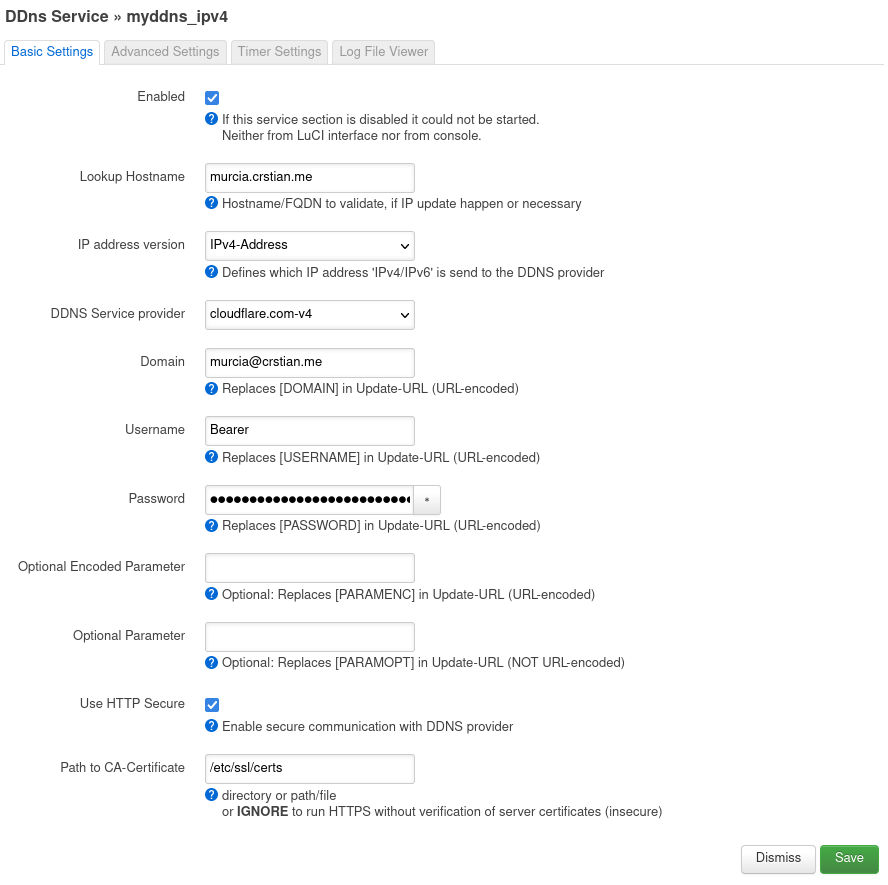 DDns Service » myddns_ipv4
Basic Settings Advanced Settings Timer Settings Log File Viewer
Enabled
If this service section is disabled it could not be started.
Neither from LuCI interface nor from console.
Lookup Hostname murcia.crstian.me
Hostname/FQDN to validate, if IP update happen or necessary
IP address version IPv4-Address
Defines which IP address 'IPv4/IPv6' is send to the DDNS provider
DDNS Service provider cloudflare.com-v4
Domain murcia@crstian.me
Replaces [DOMAIN] in Update-URL (URL-encoded)
Username Bearer
Replaces [USERNAME] in Update-URL (URL-encoded)
Password ●●●●●●●●●●●●●●●●●●●●●●●●●● *
Replaces [PASSWORD] in Update-URL (URL-encoded)
Optional Encoded Parameter
Optional: Replaces [PARAMENC] in Update-URL (URL-encoded)
Optional Parameter
Optional: Replaces [PARAMOPT] in Update-URL (NOT URL-encoded)
Use HTTP Secure
Enable secure communication with DDNS provider
Path to CA-Certificate /etc/ssl/certs
directory or path/file
or IGNORE to run HTTPS without verification of server certificates (insecure)
Dismiss Save